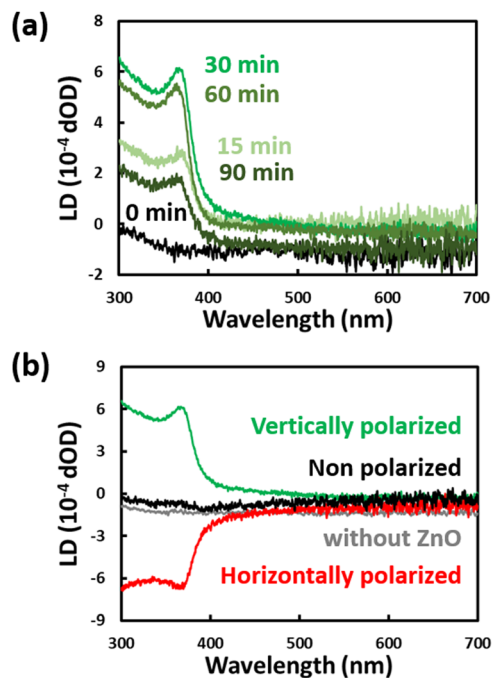 (a)
30 min
60 min
15 min
90 min
0 min
6
4
2
0
-2
LD (10⁻⁴ dOD)
300 400 500 600 700
Wavelength (nm)
(b)
Vertically polarized
Non polarized
without ZnO
Horizontally polarized
9
6
3
0
-3
-6
-9
LD (10⁻⁴ dOD)
300 400 500 600 700
Wavelength (nm)